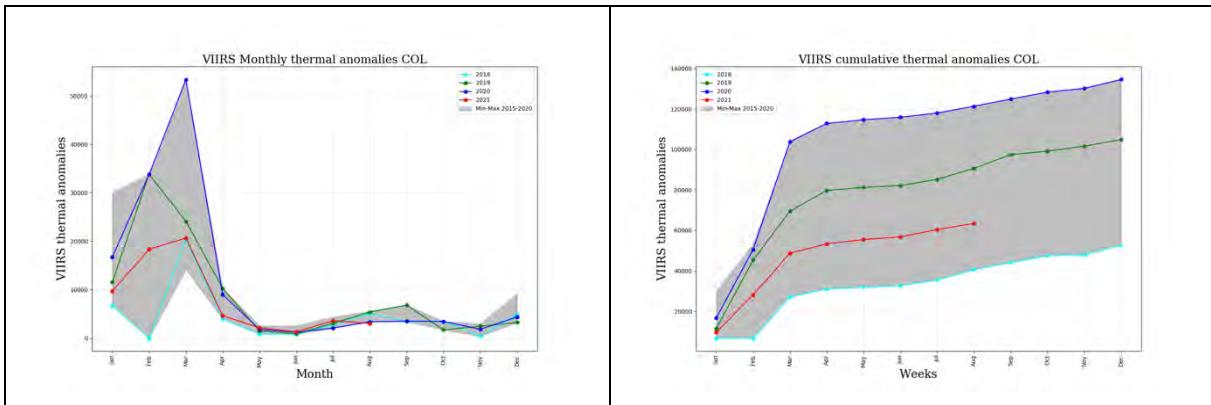 VIIRS Monthly thermal anomalies COL
2018
2019
2020
2021
Min-Max 2015-2020
VIIRS thermal anomalies
50000
40000
30000
20000
10000
0
Jan
Feb
Mar
Apr
May
Jun
Jul
Aug
Sep
Oct
Nov
Dec
Month
VIIRS cumulative thermal anomalies COL
2018
2019
2020
2021
Min-Max 2015-2020
VIIRS thermal anomalies
140000
120000
100000
80000
60000
40000
20000
Jan
Feb
Mar
Apr
May
Jun
Jul
Aug
Sep
Oct
Nov
Dec
Weeks